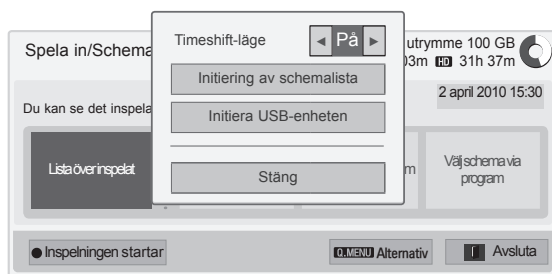 Spela in/Schema
utrymme 100 GB
03m HD 31h 37m
2 april 2010 15:30
Du kan se det inspela
Timeshift-läge ◄ På ►
Initiering av schemalista
Initiera USB-enheten
Stäng
Lista över inspelat
m
Välj schema via
program
Inspelningen startar
Q.MENU Alternativ
Avsluta